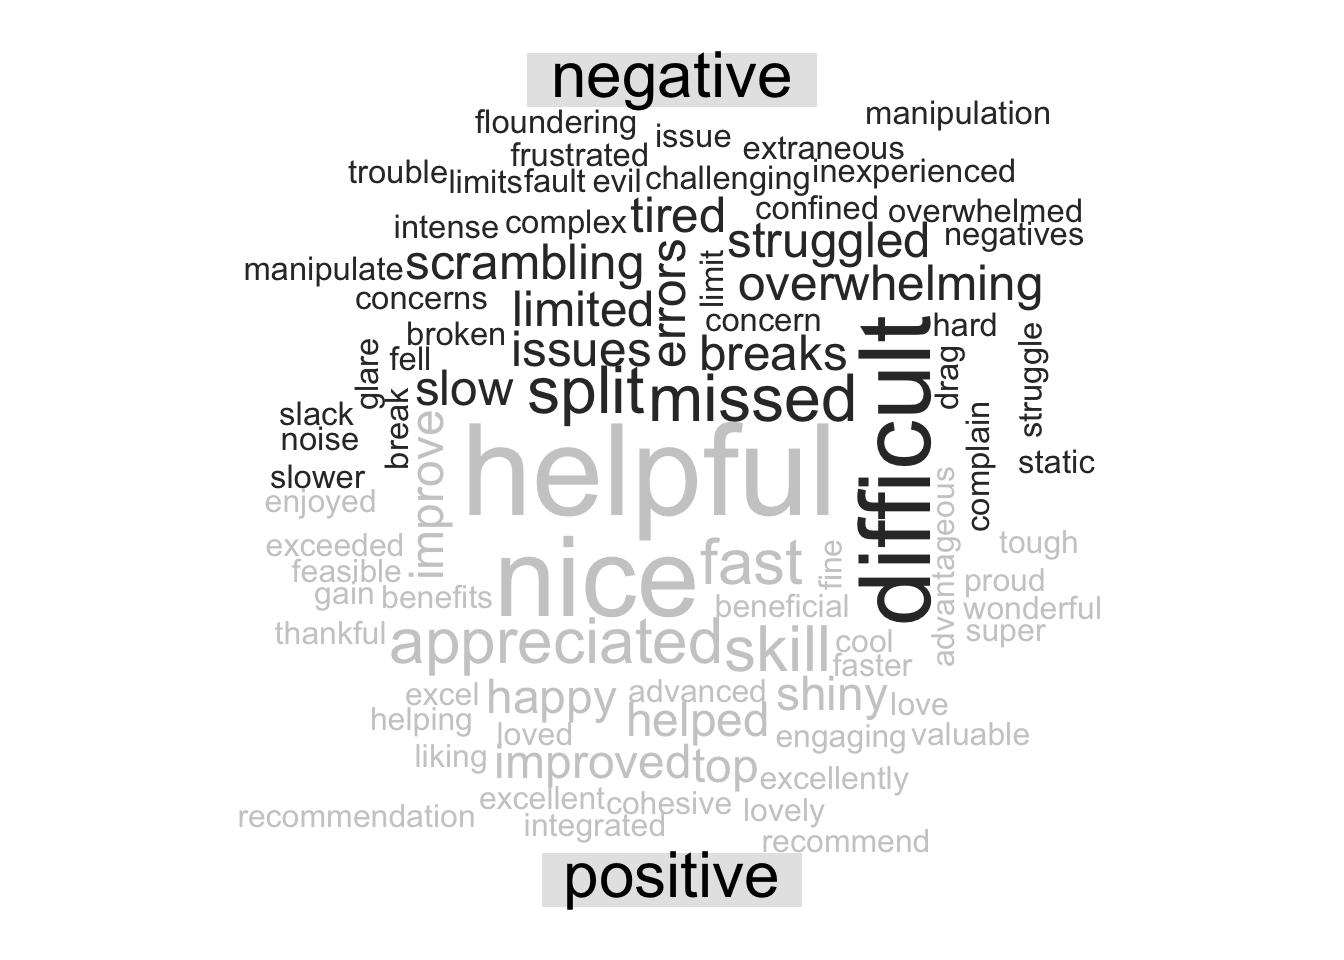 negative
manipulation
floundering
issue
frustrated
extraneous
trouble
limits
fault
evil
challenging
inexperienced
tired
confined
overwhelmed
intense
complex
struggled
negatives
manipulate
scrambling
errors
limit
overwhelming
concerns
limited
concern
hard
broken
issues
breaks
difficult
fell
glare
drag
struggle
slow
split
missed
slack
noise
break
complain
static
slower
improve
helpful
enjoyed
exceeded
nice
fast
fine
advantageous
tough
feasible
gain
benefits
beneficial
proud
wonderful
thankful
appreciated
skill
cool
super
faster
excel
happy
advanced
shiny
love
helping
loved
helped
engaging
valuable
liking
improved
top
excellently
recommendation
excellent
cohesive
lovely
integrated
recommend
positive